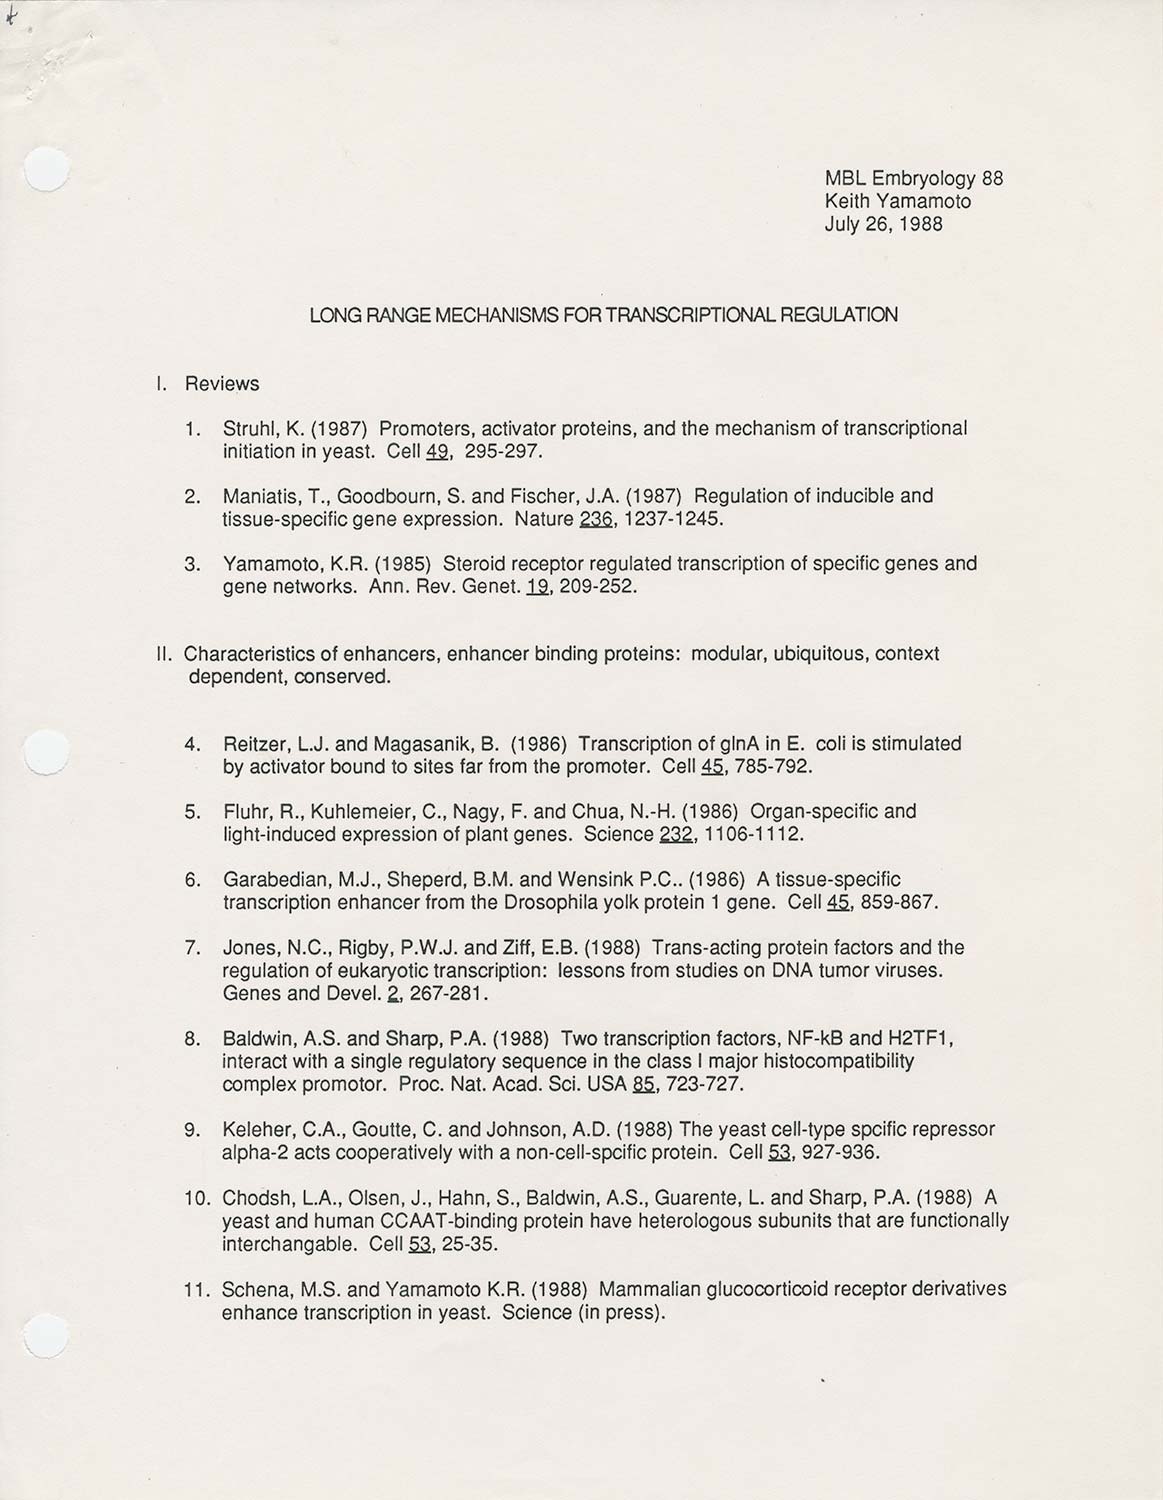 MBL Embryology 88
Keith Yamamoto
July 26, 1988
LONG RANGE MECHANISMS FOR TRANSCRIPTIONAL REGULATION
I. Reviews
1. Struhl, K. (1987) Promoters, activator proteins, and the mechanism of transcriptional
initiation in yeast. Cell 49, 295-297.
2. Maniatis, T., Goodbourn, S. and Fischer, J.A. (1987) Regulation of inducible and
tissue-specific gene expression. Nature 236, 1237-1245.
3. Yamamoto, K.R. (1985) Steroid receptor regulated transcription of specific genes and
gene networks. Ann. Rev. Genet. 19, 209-252.
II. Characteristics of enhancers, enhancer binding proteins: modular, ubiquitous, context
dependent, conserved.
4. Reitzer, L.J. and Magasanik, B. (1986) Transcription of glnA in E. coli is stimulated
by activator bound to sites far from the promoter. Cell 45, 785-792.
5. Fluhr, R., Kuhlemeier, C., Nagy, F. and Chua, N.-H. (1986) Organ-specific and
light-induced expression of plant genes. Science 232, 1106-1112.
6. Garabedian, M.J., Sheperd, B.M. and Wensink P.C.. (1986) A tissue-specific
transcription enhancer from the Drosophila yolk protein 1 gene. Cell 45, 859-867.
7. Jones, N.C., Rigby, P.W.J. and Ziff, E.B. (1988) Trans-acting protein factors and the
regulation of eukaryotic transcription: lessons from studies on DNA tumor viruses.
Genes and Devel. 2, 267-281.
8. Baldwin, A.S. and Sharp, P.A. (1988) Two transcription factors, NF-kB and H2TF1,
interact with a single regulatory sequence in the class I major histocompatibility
complex promotor. Proc. Nat. Acad. Sci. USA 85, 723-727.
9. Keleher, C.A., Goutte, C. and Johnson, A.D. (1988) The yeast cell-type spcific repressor
alpha-2 acts cooperatively with a non-cell-spcific protein. Cell 53, 927-936.
10. Chodsh, L.A., Olsen, J., Hahn, S., Baldwin, A.S., Guarente, L. and Sharp, P.A. (1988) A
yeast and human CCAAT-binding protein have heterologous subunits that are functionally
interchangable. Cell 53, 25-35.
11. Schena, M.S. and Yamamoto K.R. (1988) Mammalian glucocorticoid receptor derivatives
enhance transcription in yeast. Science (in press).